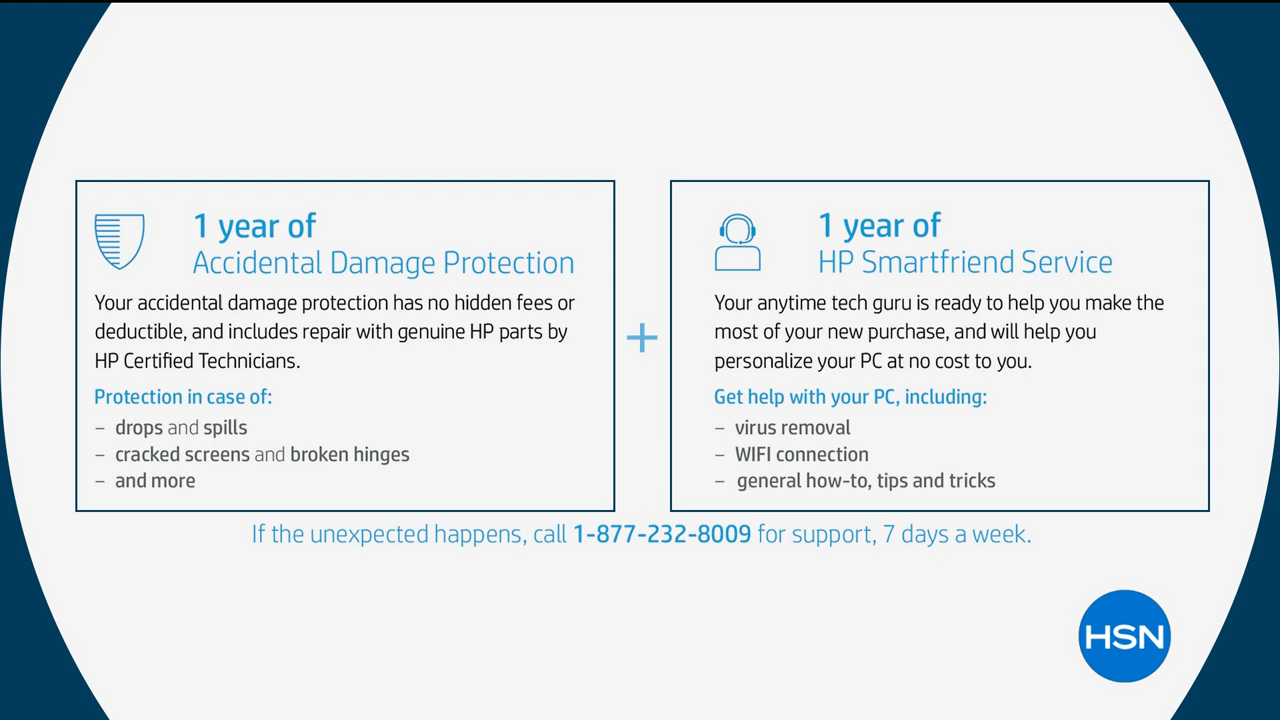 1 year of
Accidental Damage Protection
Your accidental damage protection has no hidden fees or
deductible, and includes repair with genuine HP parts by
HP Certified Technicians.
Protection in case of:
– drops and spills
– cracked screens and broken hinges
– and more
+
1 year of
HP Smartfriend Service
Your anytime tech guru is ready to help you make the
most of your new purchase, and will help you
personalize your PC at no cost to you.
Get help with your PC, including:
– virus removal
– WIFI connection
– general how-to, tips and tricks
If the unexpected happens, call 1-877-232-8009 for support, 7 days a week.
HSN